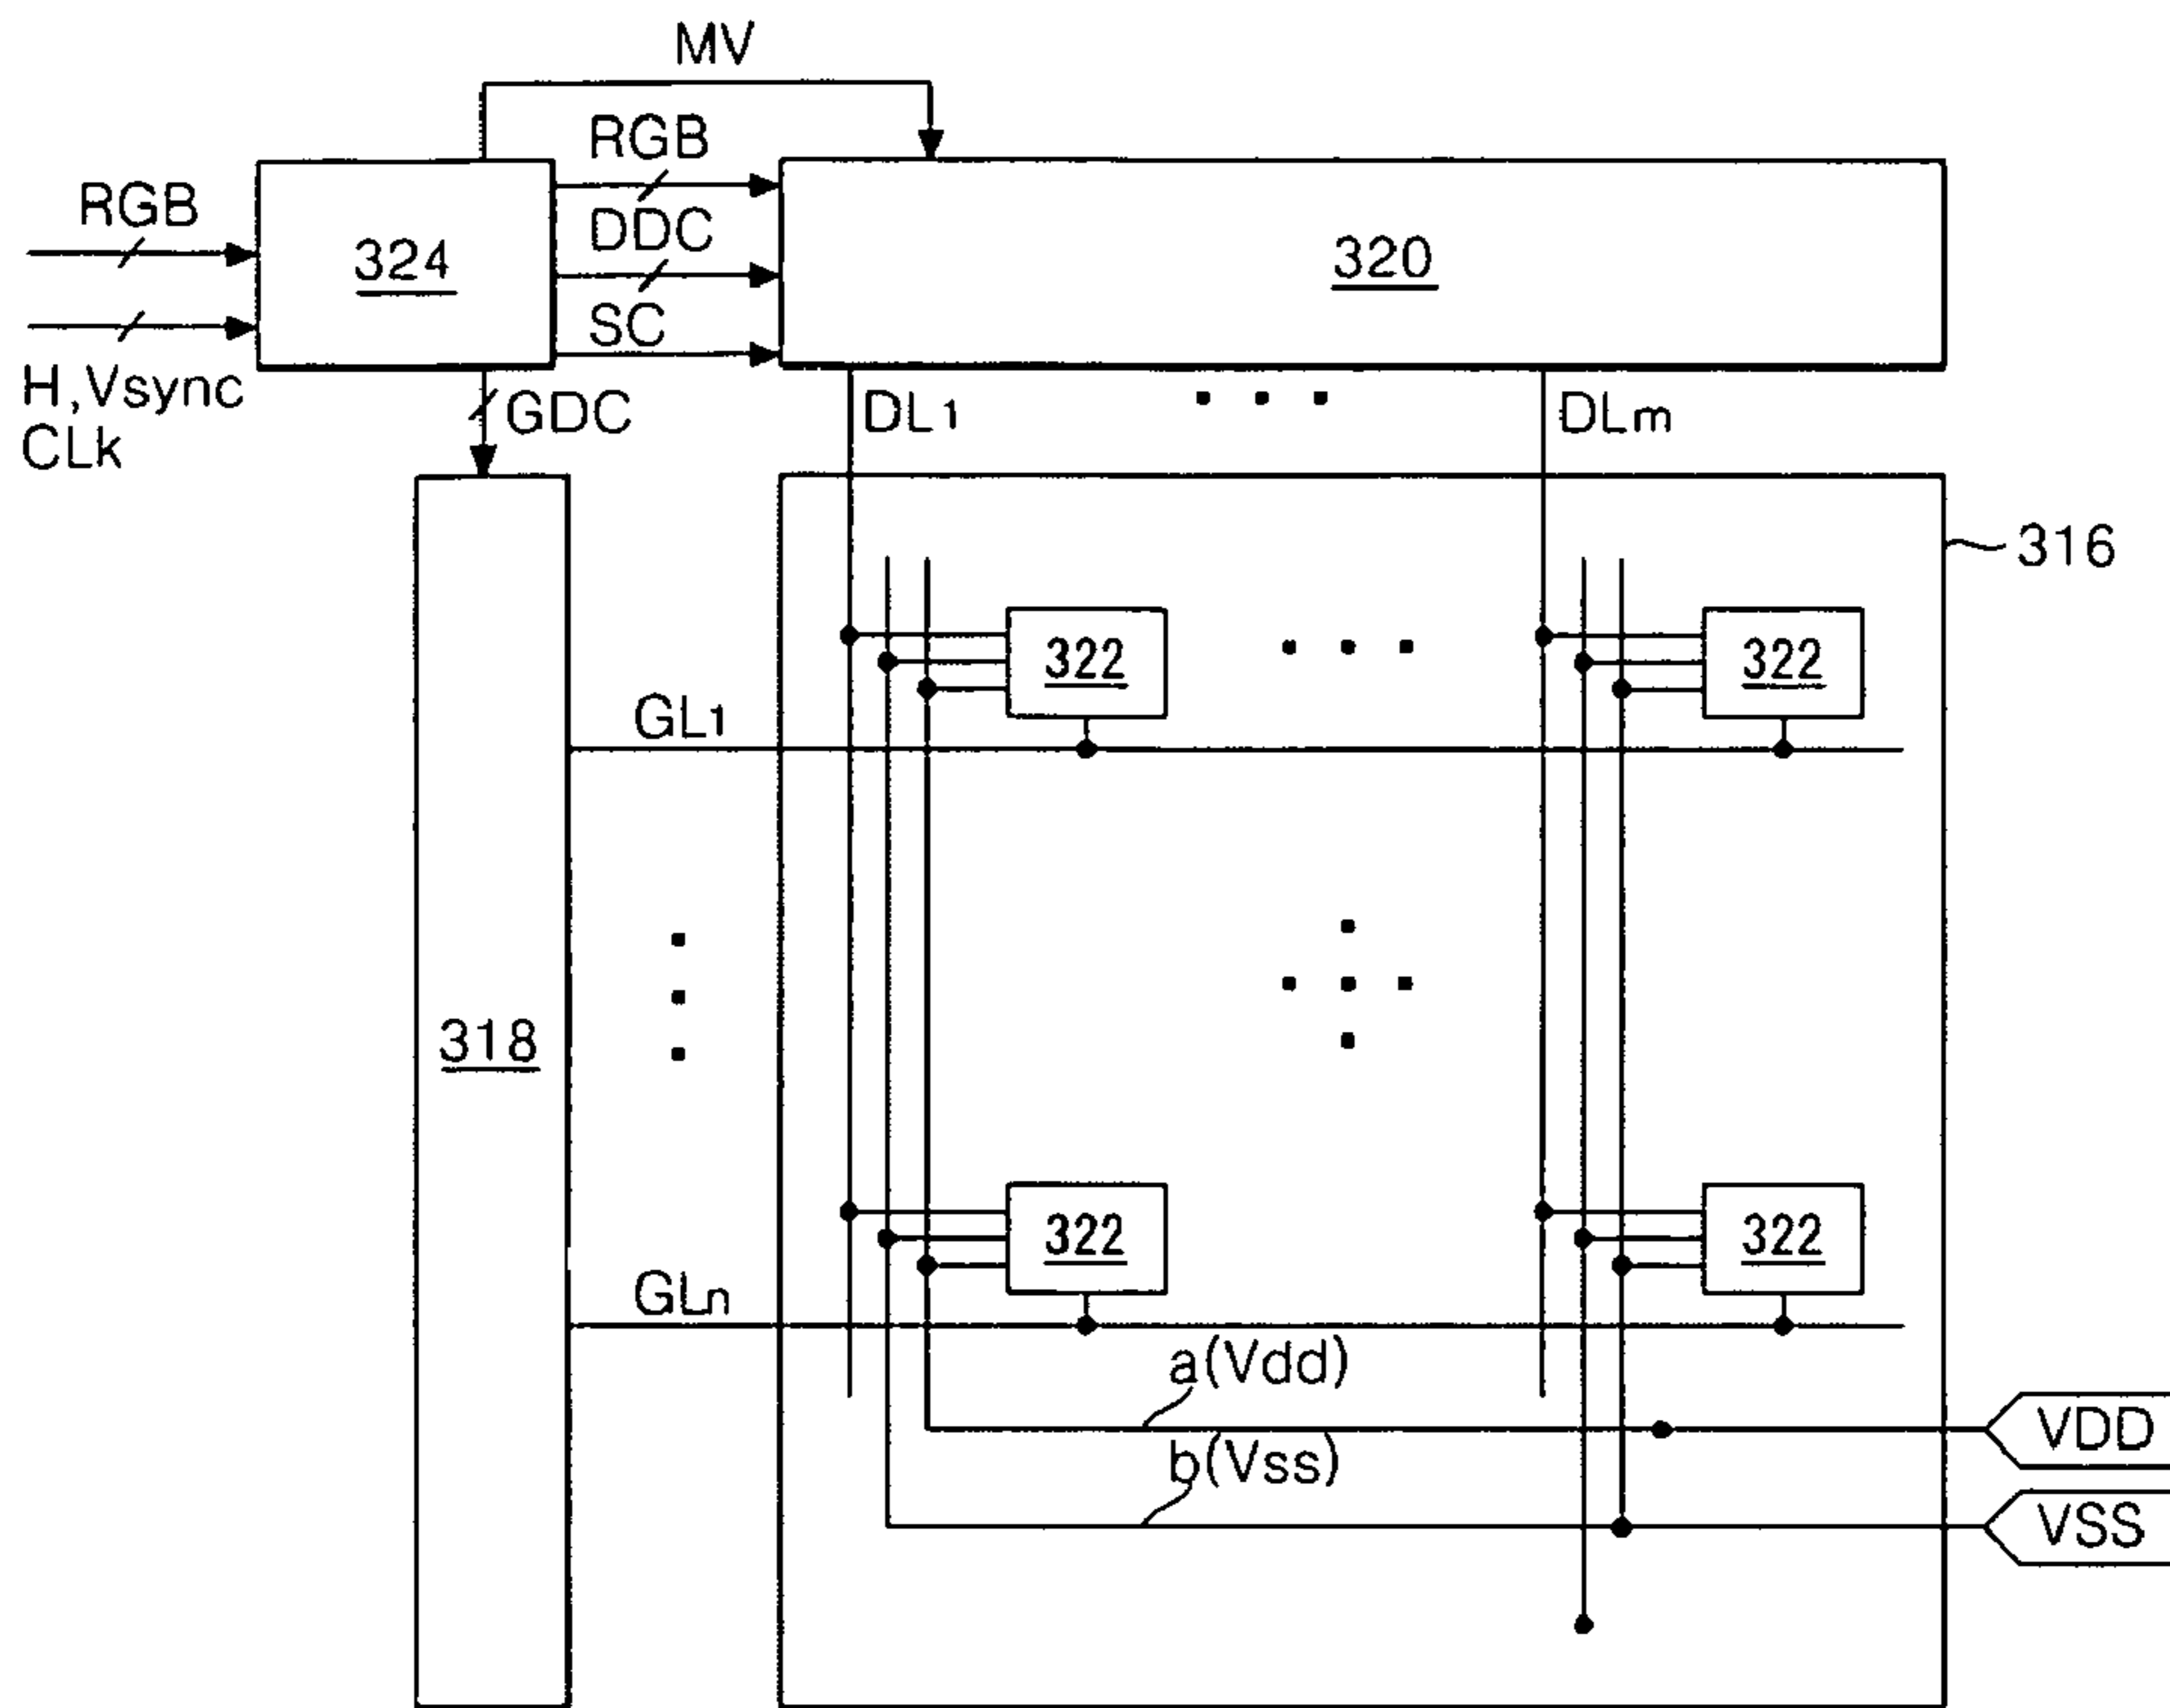 MV
RGB
RGB
324
DDC
320
SC
H,Vsync
CLk
GDC
DL1
DLm
316
322
322
GL1
318
322
322
GLn
a(Vdd)
VDD
b(Vss)
VSS